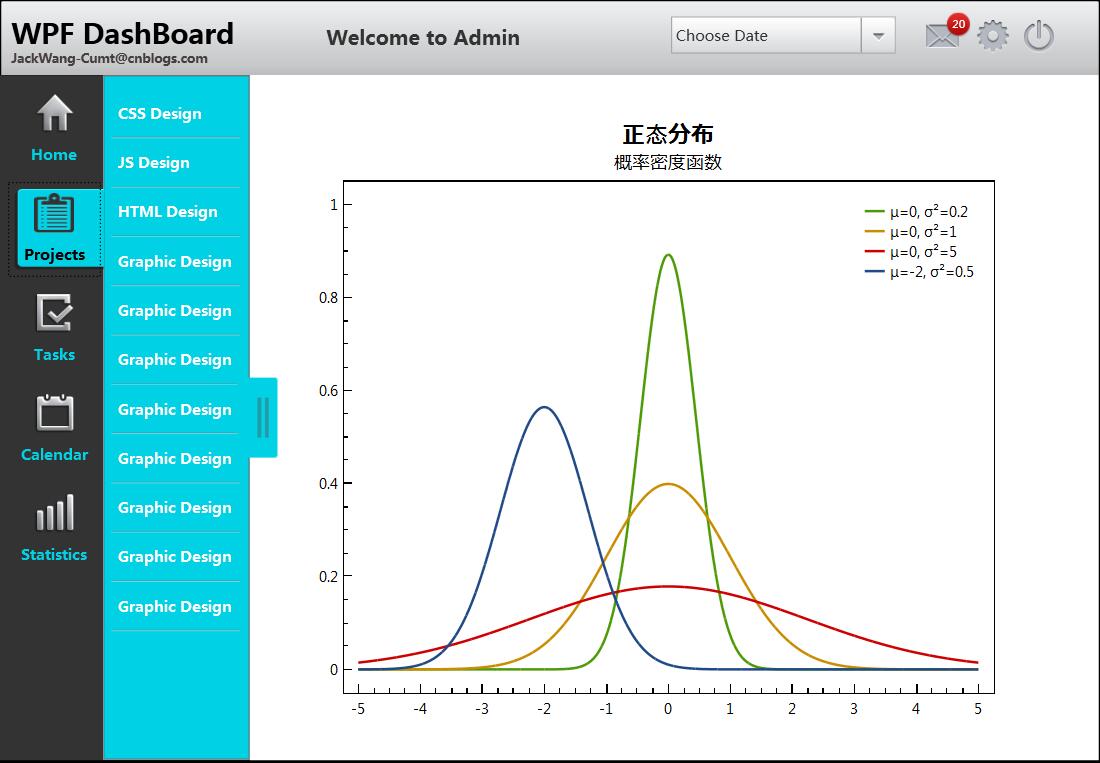 WPF DashBoard
JackWang-Cumt@cnblogs.com
Welcome to Admin
Choose Date
20
Home
Projects
Tasks
Calendar
Statistics
CSS Design
JS Design
HTML Design
Graphic Design
Graphic Design
Graphic Design
Graphic Design
Graphic Design
Graphic Design
Graphic Design
Graphic Design
正态分布
概率密度函数
μ=0, σ²=0.2
μ=0, σ²=1
μ=0, σ²=5
μ=-2, σ²=0.5
1
0.8
0.6
0.4
0.2
0
-5 -4 -3 -2 -1 0 1 2 3 4 5